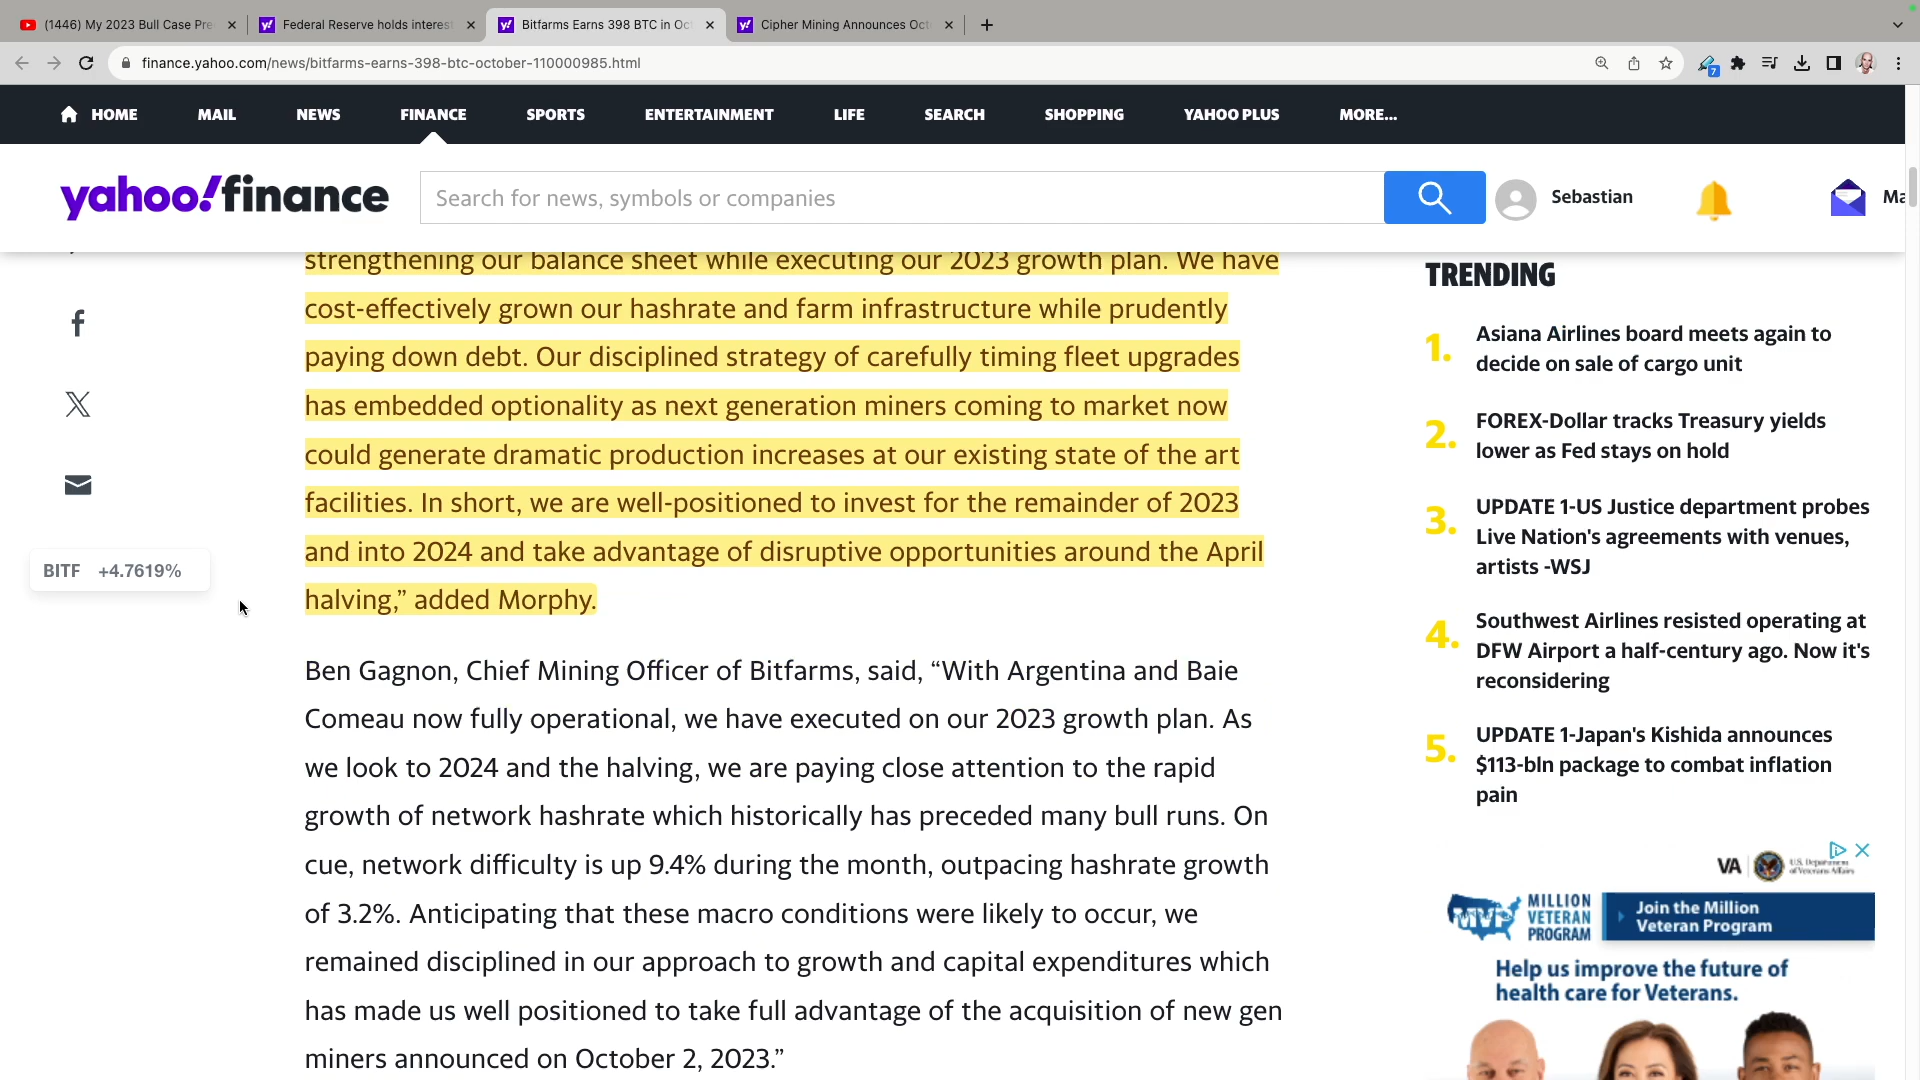 (1446) My 2023 Bull Case Pre
Federal Reserve holds interes
Bitfarms Earns 398 BTC in Oc
Cipher Mining Announces Oct
finance.yahoo.com/news/bitfarms-earns-398-btc-october-110000985.html
7
HOME
MAIL
NEWS
FINANCE
SPORTS
ENTERTAINMENT
LIFE
SEARCH
SHOPPING
YAHOO PLUS
MORE...
yahoo!finance
Search for news, symbols or companies
Sebastian
Ma
strengthening our balance sheet while executing our 2023 growth plan. We have
cost-effectively grown our hashrate and farm infrastructure while prudently
paying down debt. Our disciplined strategy of carefully timing fleet upgrades
has embedded optionality as next generation miners coming to market now
could generate dramatic production increases at our existing state of the art
facilities. In short, we are well-positioned to invest for the remainder of 2023
and into 2024 and take advantage of disruptive opportunities around the April
halving,” added Morphy.
BITF +4.7619%
Ben Gagnon, Chief Mining Officer of Bitfarms, said, “With Argentina and Baie
Comeau now fully operational, we have executed on our 2023 growth plan. As
we look to 2024 and the halving, we are paying close attention to the rapid
growth of network hashrate which historically has preceded many bull runs. On
cue, network difficulty is up 9.4% during the month, outpacing hashrate growth
of 3.2%. Anticipating that these macro conditions were likely to occur, we
remained disciplined in our approach to growth and capital expenditures which
has made us well positioned to take full advantage of the acquisition of new gen
miners announced on October 2, 2023.”
TRENDING
1. Asiana Airlines board meets again to
decide on sale of cargo unit
2. FOREX-Dollar tracks Treasury yields
lower as Fed stays on hold
3. UPDATE 1-US Justice department probes
Live Nation's agreements with venues,
artists -WSJ
4. Southwest Airlines resisted operating at
DFW Airport a half-century ago. Now it's
reconsidering
5. UPDATE 1-Japan's Kishida announces
$113-bln package to combat inflation
pain
VA U.S. Department
of Veterans Affairs
MVP MILLION
VETERAN
PROGRAM
Join the Million
Veteran Program
Help us improve the future of
health care for Veterans.